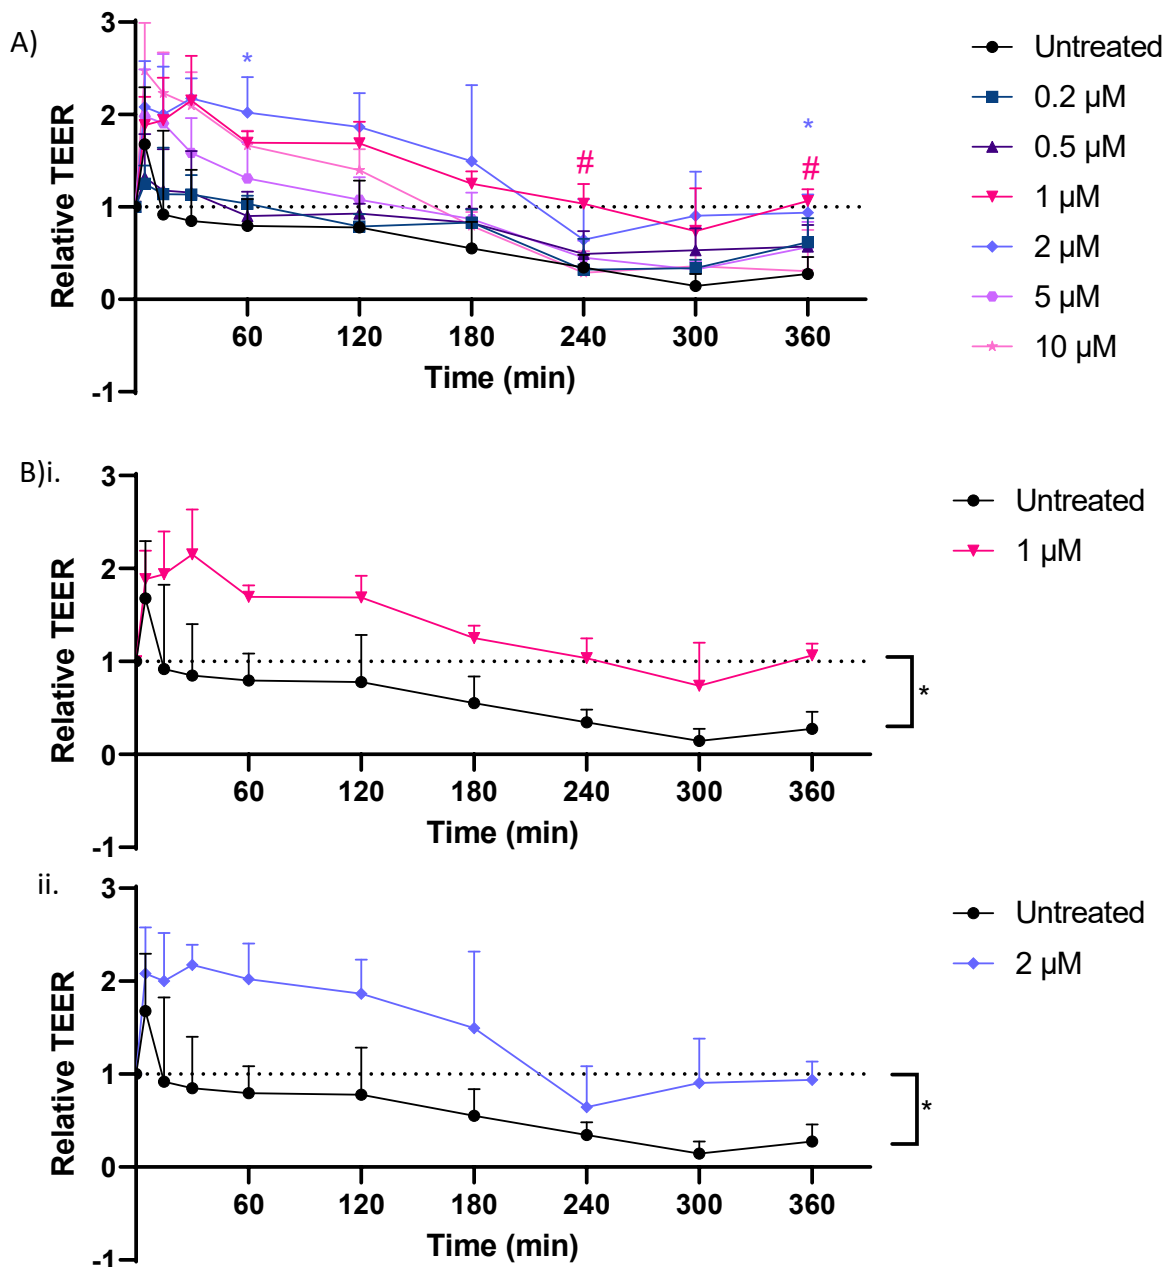 A)
3
2
1
0
-1
Relative TEER
*
#
*
#
60 120 180 240 300 360
Time (min)
Untreated
0.2 µM
0.5 µM
1 µM
2 µM
5 µM
10 µM
B)i.
3
2
1
0
-1
Relative TEER
60 120 180 240 300 360
Time (min)
*
Untreated
1 µM
ii.
3
2
1
0
-1
Relative TEER
60 120 180 240 300 360
Time (min)
*
Untreated
2 µM